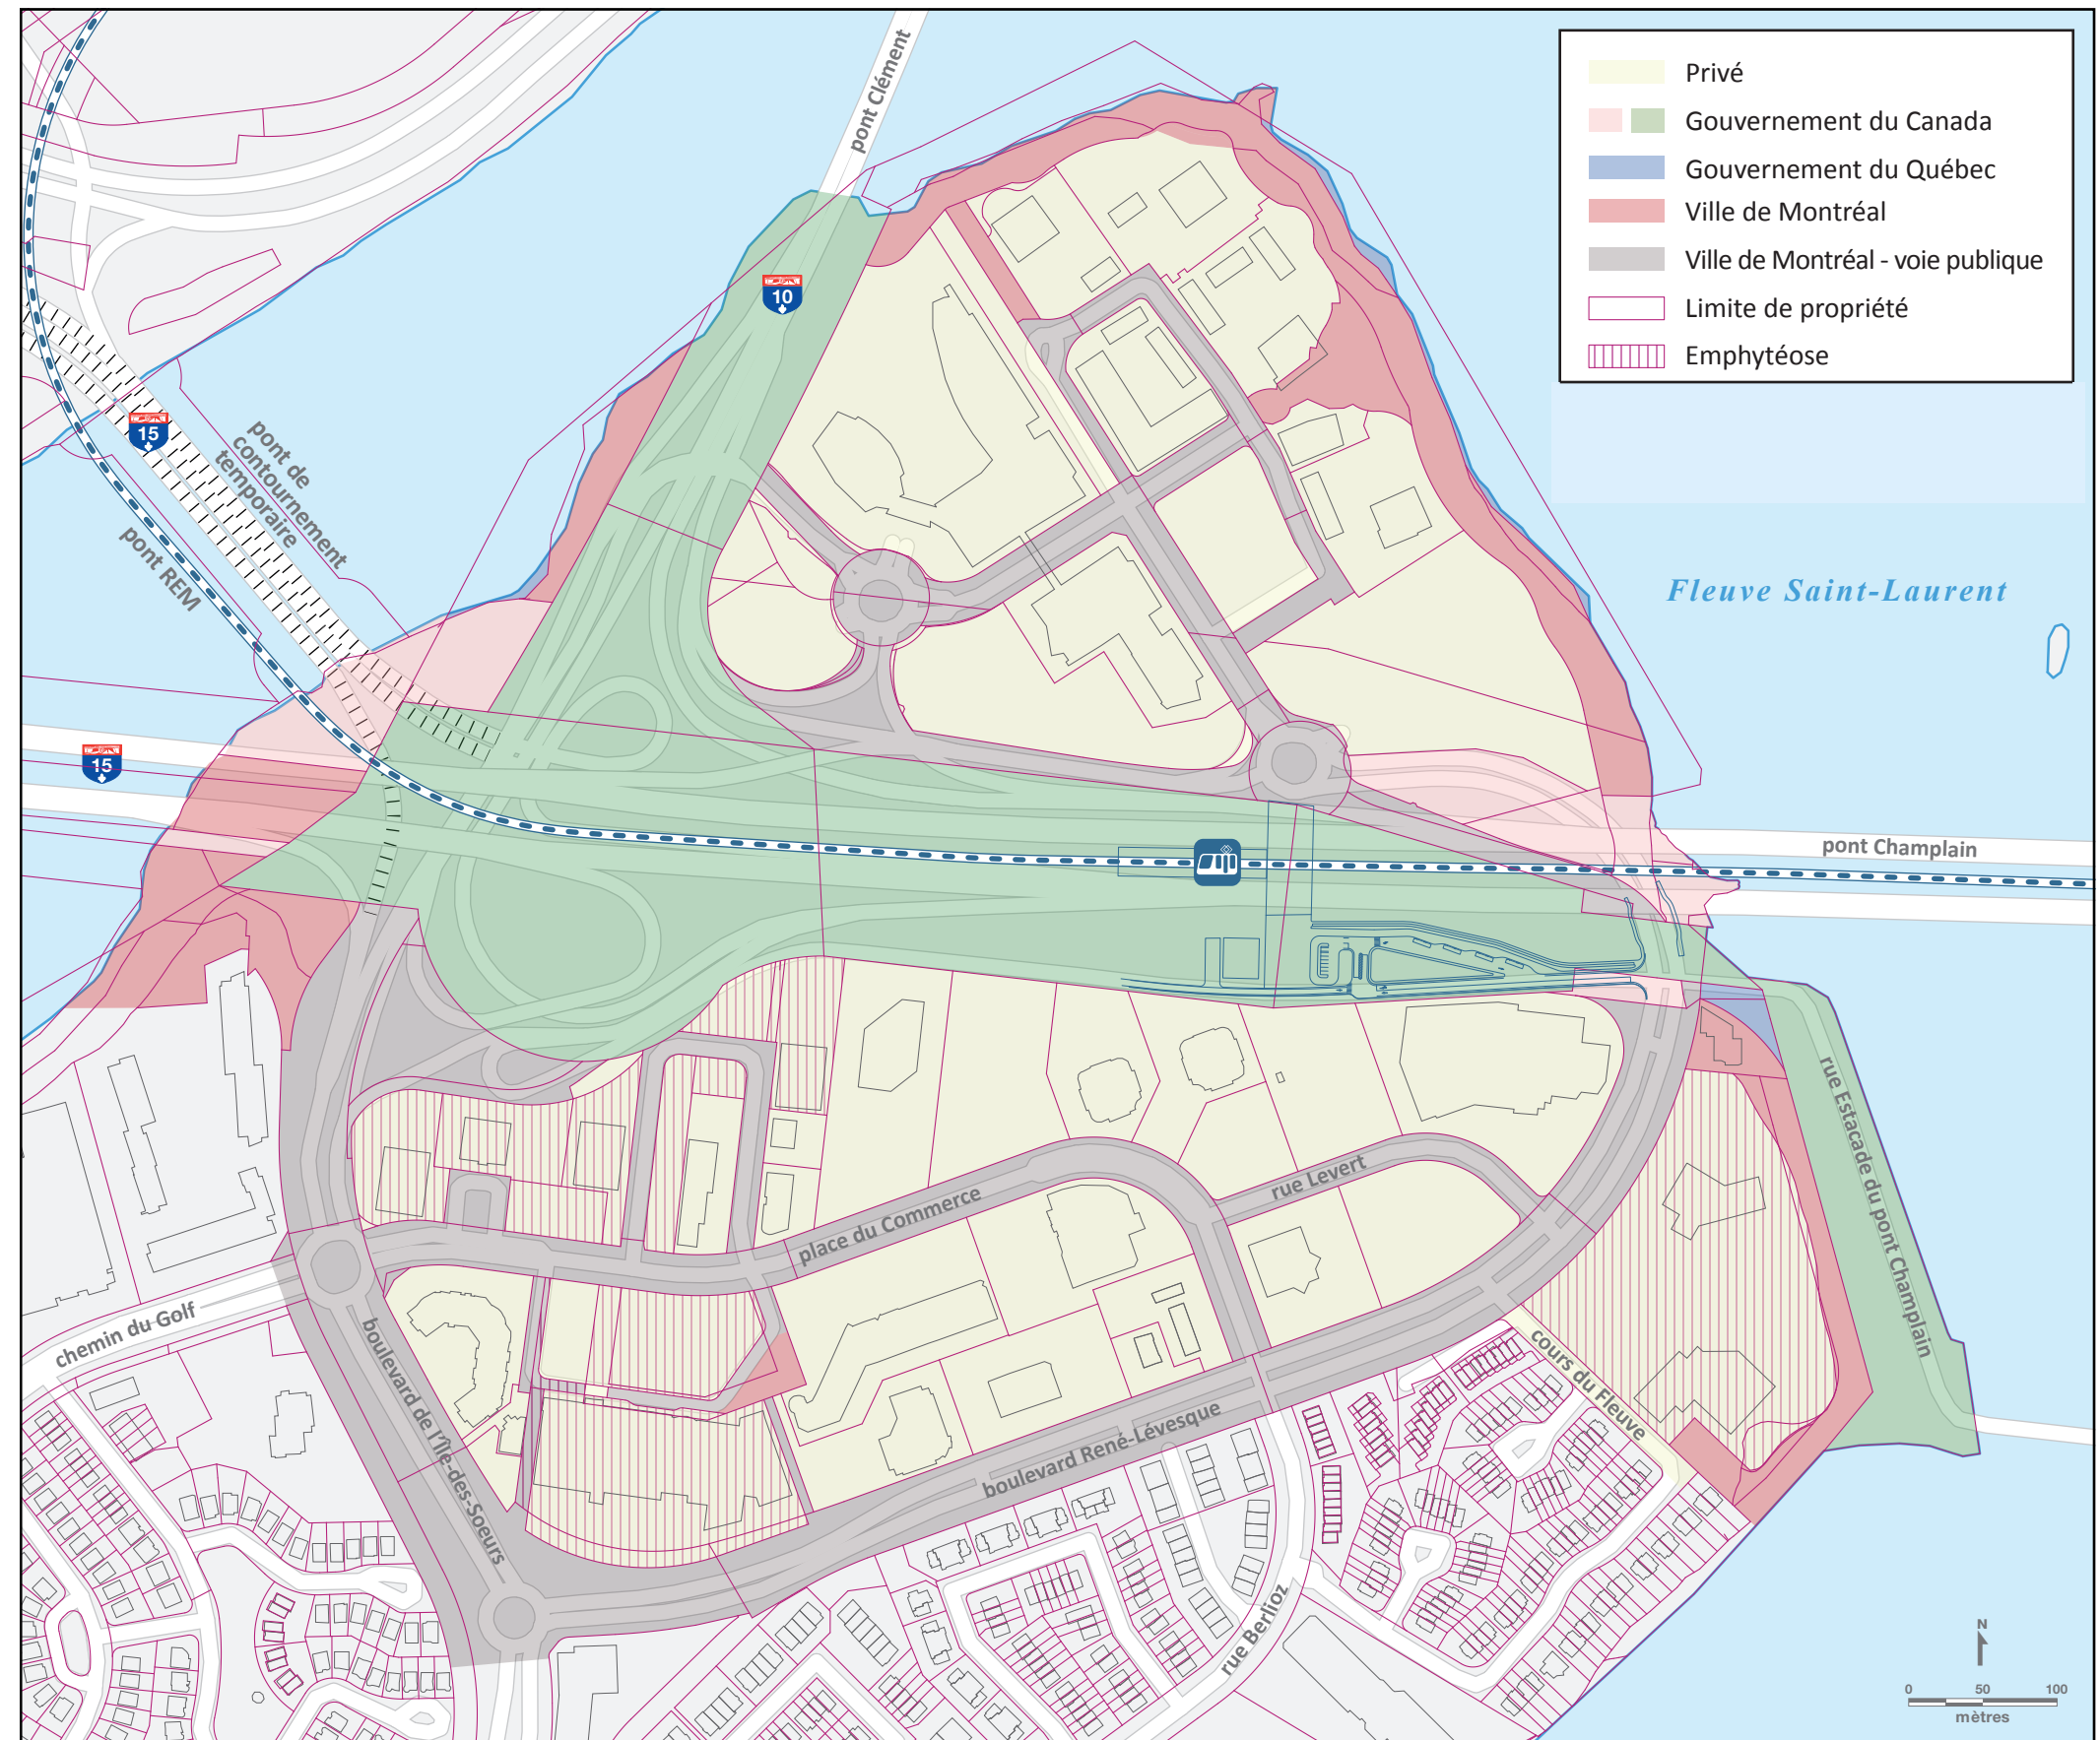 Privé
Gouvernement du Canada
Gouvernement du Québec
Ville de Montréal
Ville de Montréal - voie publique
Limite de propriété
Emphytéose
pont Clément
10
15
pont de
contournement
temporaire
pont REM
Fleuve Saint-Laurent
15
pont Champlain
rue Estacade du pont Champlain
rue Levert
place du Commerce
chemin du Golf
boulevard de l'Île-des-Soeurs
cours du Fleuve
boulevard René-Lévesque
rue Berlioz
N
0 50 100
mètres